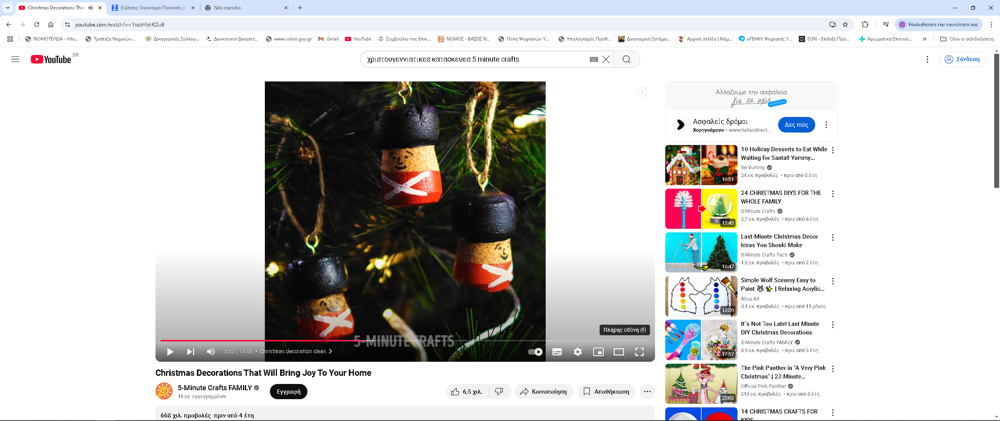 Christmas Decorations That
Ειδήσεις Οικονομία Πολιτική γι
Νέα καρτέλα
youtube.com/watch?v=YxezHbkKZu8
Επαληθεύστε την ταυτότητά σας
ΝΟΜΟΤΕΛΕΙΑ - Ηλε...
Τράπεζα Νομικών...
Δικηγορικός Σύλλογ...
Διοικητικοί Δικαστέ...
www.solon.gov.gr
Gmail
YouTube
Συμβούλιο της Επικ...
ΝΟΜΟΣ - ΒΑΣΕΙΣ Ν...
Πύλη Ψηφιακών Υ...
Υπολογισμός Προθ...
Δικονομικά ζητήμα...
Αρχική σελίδα | Νόμ...
eΓΕΜΗ: Ψηφιακές Υ...
ΕΟΝ - Επίλεξε Προ...
Αρωματικά Σπιτιού...
Όλοι οι σελιδοδείκτες
YouTube GR
χριστουγεννιατικεσ κατασκευεσ 5 minute crafts
Σύνδεση
Αλλάζουμε την ασφάλεια
για τα καλά
Ασφαλείς δρόμοι
Χορηγούμενο · www.hellasdirect...
Δες πώς
10 Holiday Desserts to Eat While
Waiting for Santa!! Yummy...
So Yummy
24 εκ. προβολές • πριν από 5 έτη
10:51
24 CHRISTMAS DIYS FOR THE
WHOLE FAMILY
5-Minute Crafts
2,7 εκ. προβολές • πριν από 6 έτη
13:43
Last-Minute Christmas Decor
Ideas You Should Make
5-Minute Crafts Tech
1,8 εκ. προβολές • πριν από 2 έτη
16:47
Simple Wolf Scenery Easy to
Paint 🐺 ✨ | Relaxing Acrylic...
Alisa Art
4,1 εκ. προβολές • πριν από 11 μήνες
13:30
It`s Not Too Late! Last Minute
DIY Christmas Decorations
5-Minute Crafts FAMILY
8,9 εκ. προβολές • πριν από 3 έτη
17:57
The Pink Panther in "A Very Pink
Christmas" | 23 Minute...
Official Pink Panther
210 εκ. προβολές • πριν από 8 έτη
PINK
PANTHER
23:02
14 CHRISTMAS CRAFTS FOR
KIDS
Πλήρης οθόνη (f)
5-MINUTE CRAFTS
5:52 / 14:06 • Christmas decoration ideas
Christmas Decorations That Will Bring Joy To Your Home
5-Minute Crafts FAMILY
16 εκ. εγγεγραμμένοι
Εγγραφή
6,5 χιλ.
Κοινοποίηση
Αποθήκευση
668 χιλ. προβολές πριν από 4 έτη